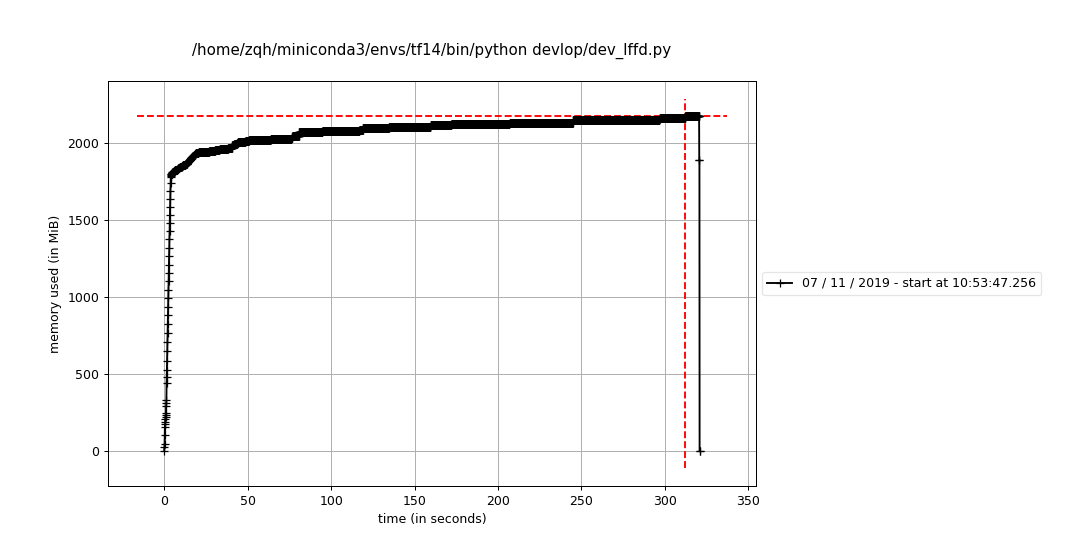 /home/zqh/miniconda3/envs/tf14/bin/python devlop/dev_lffd.py
memory used (in MiB)
2000
1500
1000
500
0
0 50 100 150 200 250 300 350
time (in seconds)
07 / 11 / 2019 - start at 10:53:47.256